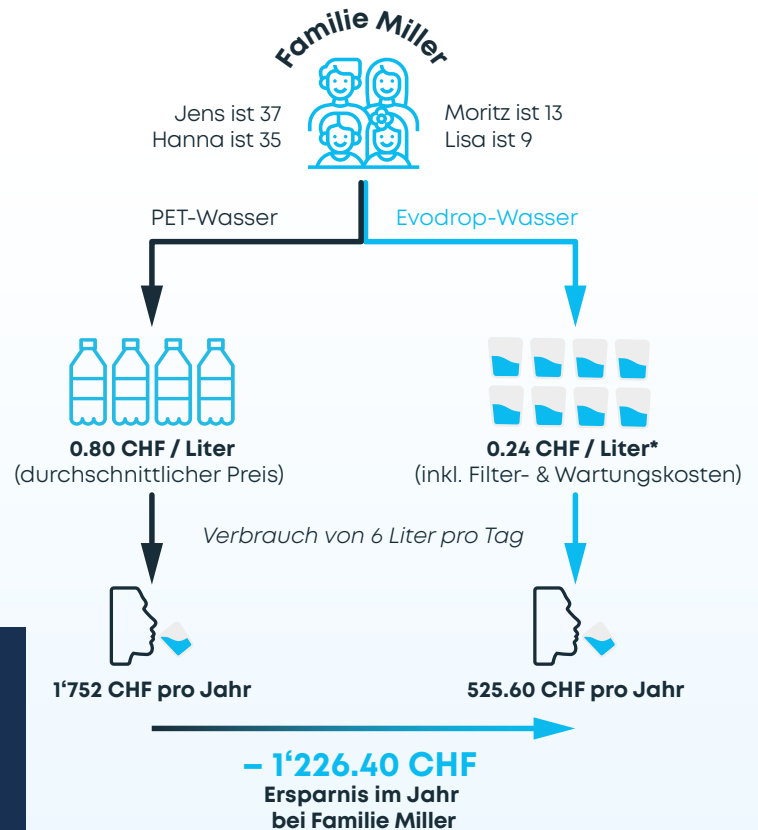 Familie Miller
Jens ist 37
Hanna ist 35
Moritz ist 13
Lisa ist 9
PET-Wasser
Evodrop-Wasser
0.80 CHF / Liter
(durchschnittlicher Preis)
0.24 CHF / Liter*
(inkl. Filter- & Wartungskosten)
Verbrauch von 6 Liter pro Tag
1‘752 CHF pro Jahr
525.60 CHF pro Jahr
– 1‘226.40 CHF
Ersparnis im Jahr
bei Familie Miller